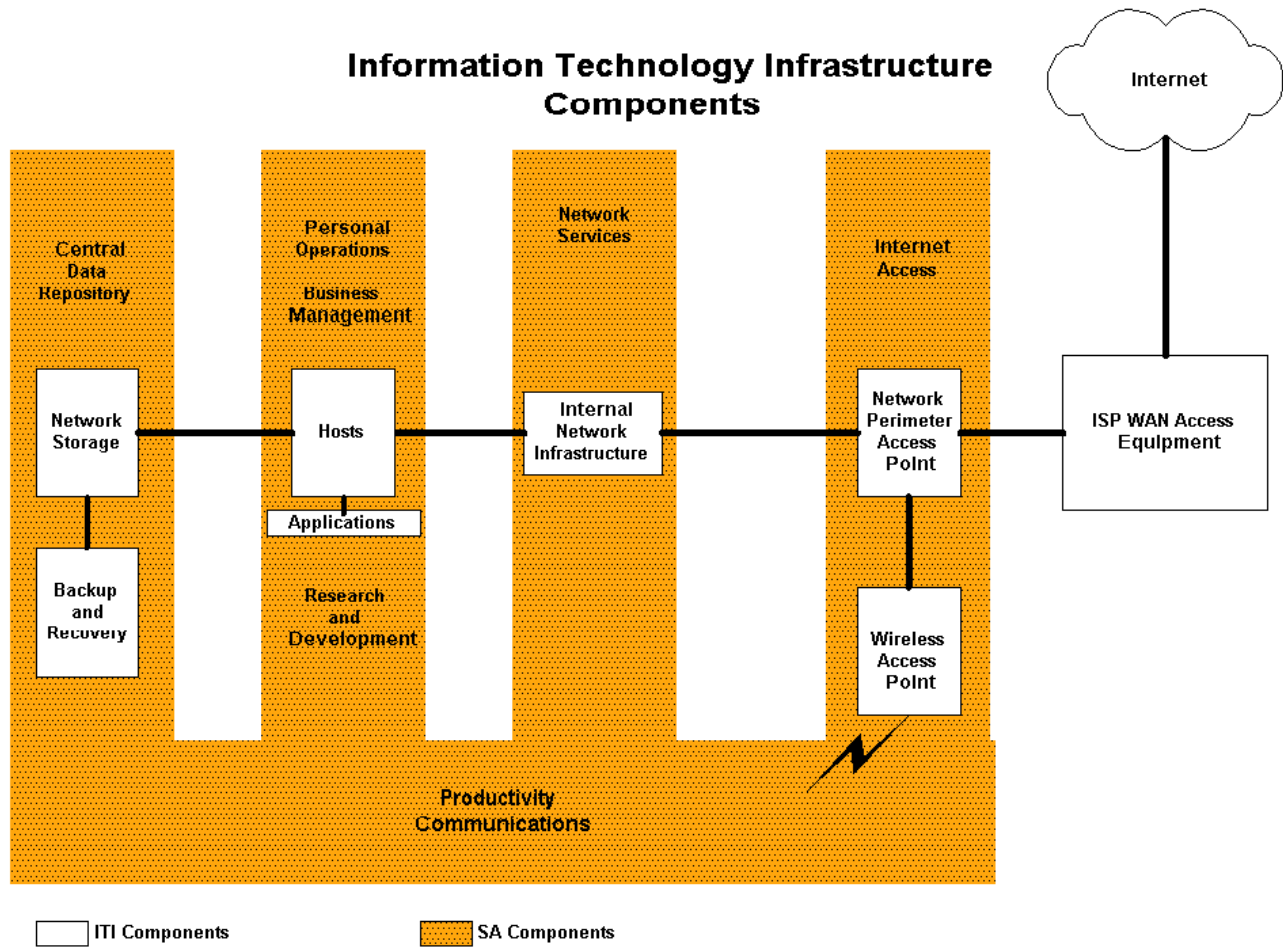 Information Technology Infrastructure
Components
Internet
Central
Data
Repository
Personal
Operations
Business
Management
Network
Services
Internet
Access
Network
Storage
Hosts
Internal
Network
Infrastructure
Network
Perimeter
Access
Point
ISP WAN Access
Equipment
Applications
Backup
and
Recovery
Research
and
Development
Wireless
Access
Point
Productivity
Communications
ITI Components
SA Components